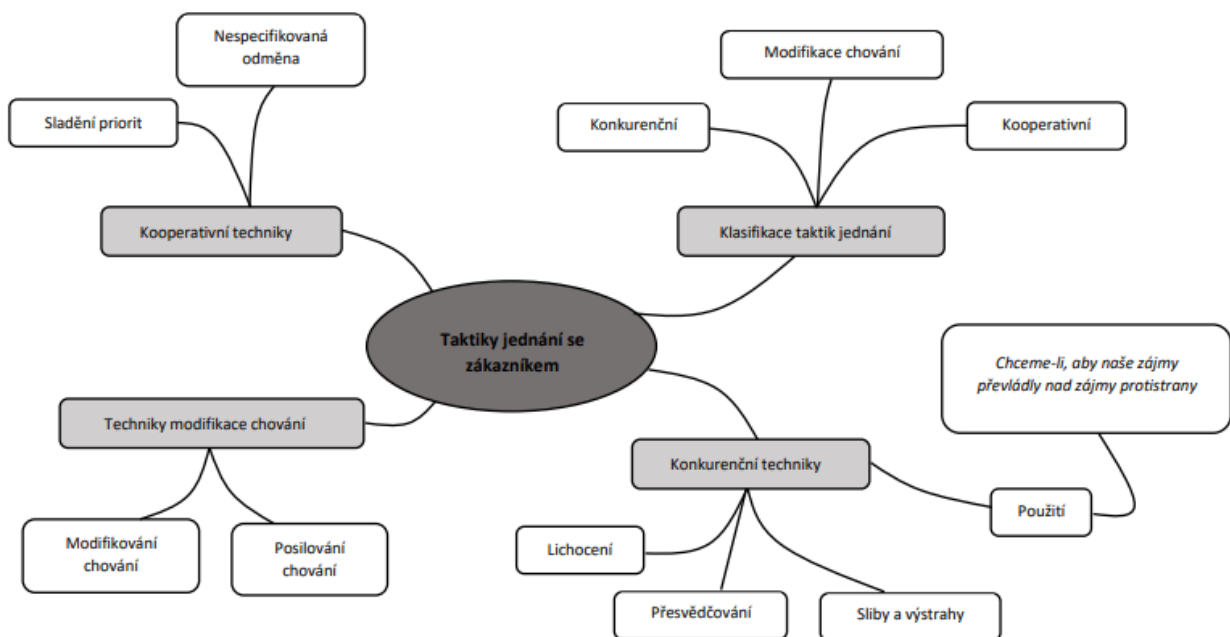 Nespecifikovaná
odměna
Sladění priorit
Kooperativní techniky
Modifikace chování
Konkurenční
Kooperativní
Klasifikace taktik jednání
Taktiky jednání se
zákazníkem
Chceme-li, aby naše zájmy
převládly nad zájmy protistrany
Techniky modifikace chování
Modifikování
chování
Posilování
chování
Konkurenční techniky
Použití
Lichocení
Přesvědčování
Sliby a výstrahy